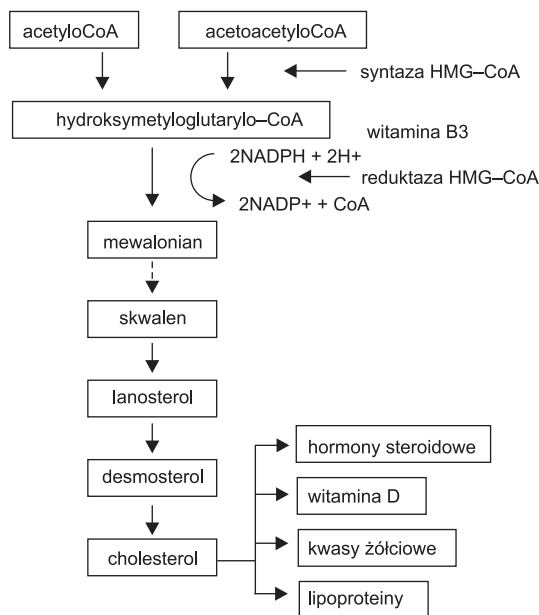 acetyloCoA
acetoacetyloCoA
syntaza HMG–CoA
hydroksymetyloglutarylo–CoA
witamina B3
2NADPH + 2H+
reduktaza HMG–CoA
2NADP+ + CoA
mewalonian
skwalen
lanosterol
desmosterol
cholesterol
hormony steroidowe
witamina D
kwasy żółciowe
lipoproteiny